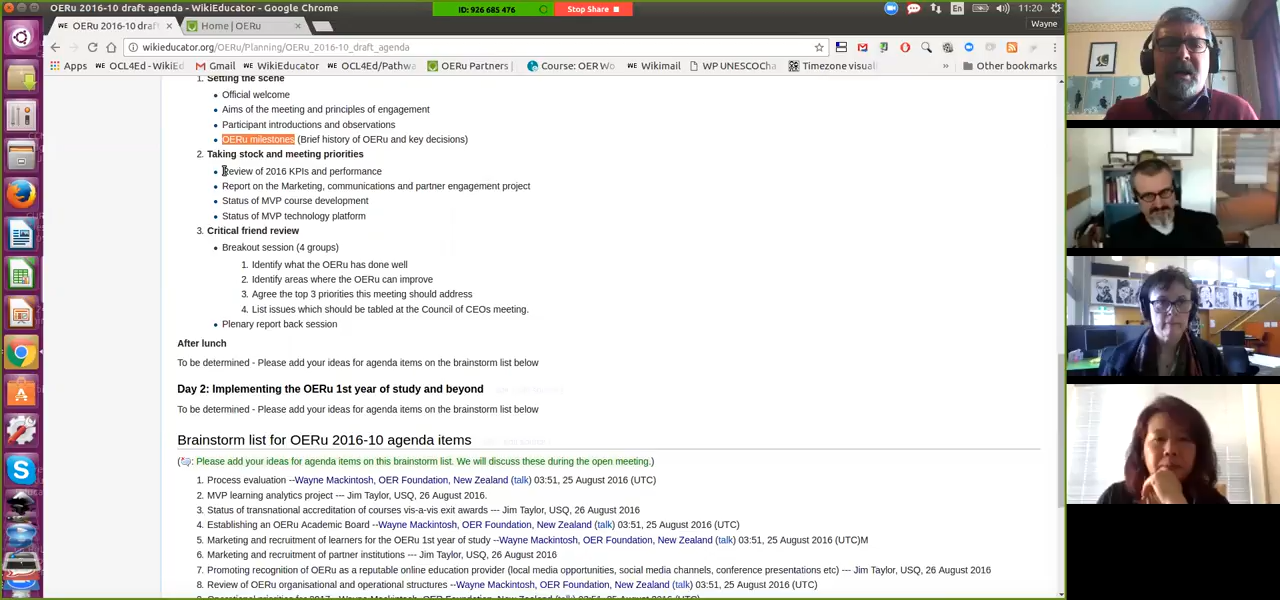 OERu 2016-10 draft agenda - WikiEducator - Google Chrome
ID: 926 685 476
Stop Share
En
11:20
WE OERu 2016-10 draft ×
Home | OERu ×
Wayne
wikieducator.org/OERu/Planning/OERu_2016-10_draft_agenda
Apps
WE OCL4Ed - WikiEd
Gmail
WE WikiEducator
WE OCL4Ed/Pathwa
OERu Partners |
Course: OER Wo
WE Wikimail
WP UNESCOCha
Timezone visual
»
Other bookmarks
1. Setting the scene
Official welcome
Aims of the meeting and principles of engagement
Participant introductions and observations
OERu milestones (Brief history of OERu and key decisions)
2. Taking stock and meeting priorities
Review of 2016 KPIs and performance
Report on the Marketing, communications and partner engagement project
Status of MVP course development
Status of MVP technology platform
3. Critical friend review
Breakout session (4 groups)
1. Identify what the OERu has done well
2. Identify areas where the OERu can improve
3. Agree the top 3 priorities this meeting should address
4. List issues which should be tabled at the Council of CEOs meeting.
Plenary report back session
After lunch
To be determined - Please add your ideas for agenda items on the brainstorm list below
Day 2: Implementing the OERu 1st year of study and beyond
To be determined - Please add your ideas for agenda items on the brainstorm list below
Brainstorm list for OERu 2016-10 agenda items
(: Please add your ideas for agenda items on this brainstorm list. We will discuss these during the open meeting.)
1. Process evaluation --Wayne Mackintosh, OER Foundation, New Zealand (talk) 03:51, 25 August 2016 (UTC)
2. MVP learning analytics project --- Jim Taylor, USQ, 26 August 2016.
3. Status of transnational accreditation of courses vis-a-vis exit awards --- Jim Taylor, USQ, 26 August 2016
4. Establishing an OERu Academic Board --Wayne Mackintosh, OER Foundation, New Zealand (talk) 03:51, 25 August 2016 (UTC)
5. Marketing and recruitment of learners for the OERu 1st year of study --Wayne Mackintosh, OER Foundation, New Zealand (talk) 03:51, 25 August 2016 (UTC)M
6. Marketing and recruitment of partner institutions --- Jim Taylor, USQ, 26 August 2016
7. Promoting recognition of OERu as a reputable online education provider (local media opportunities, social communities, conference presentations etc) --- Jim Taylor, USQ, 26 August 2016
8. Review of OERu organisational and operational structures --Wayne Mackintosh, OER Foundation, New Zealand (talk) 03:51, 25 August 2016 (UTC)